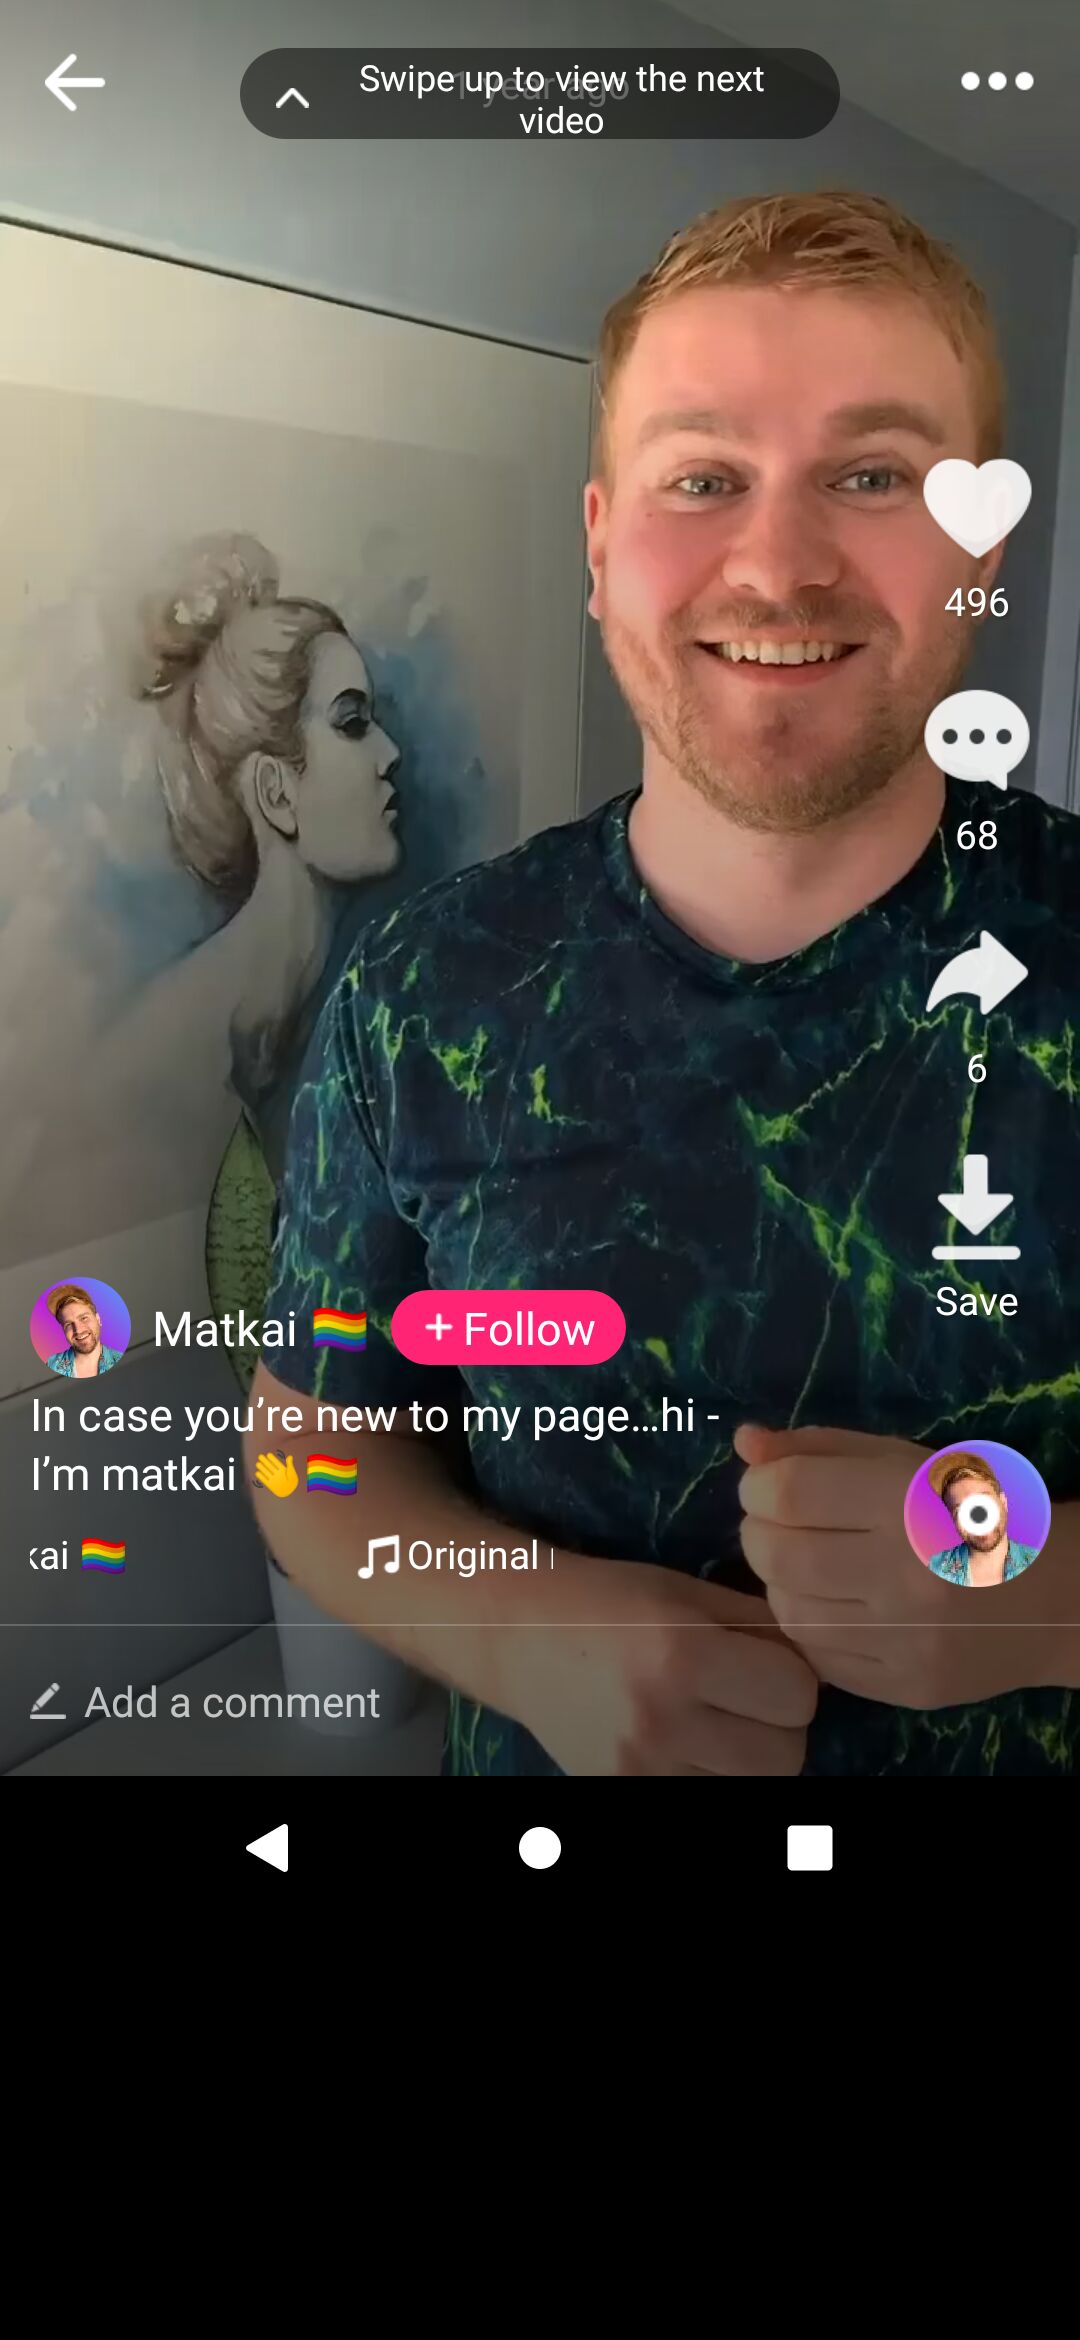 Swipe up to view the next
video
1 year ago
496
68
6
Save
Matkai 🏳️‍🌈 + Follow
In case you’re new to my page…hi -
I’m matkai 👋🏳️‍🌈
kai 🏳️‍🌈 Original
Add a comment